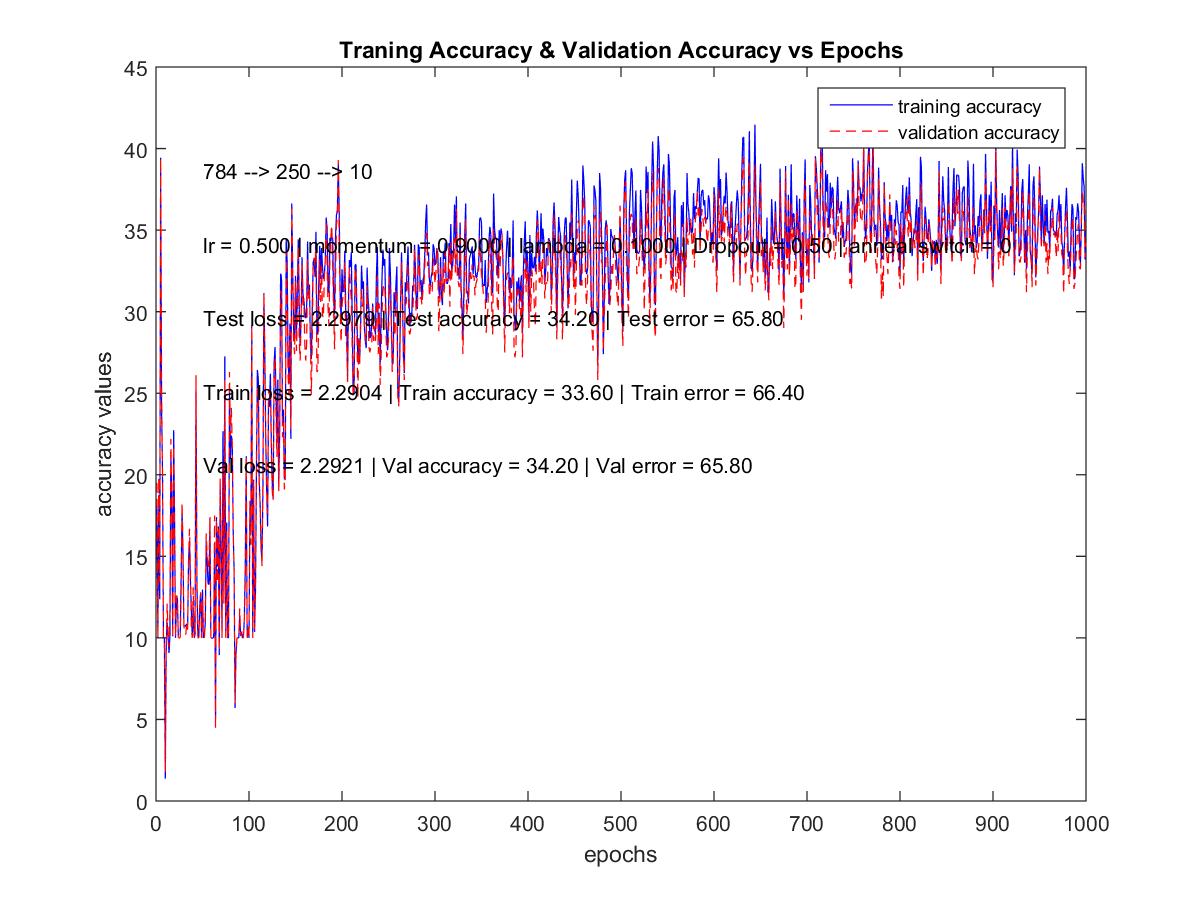 Traning Accuracy & Validation Accuracy vs Epochs
45
training accuracy
validation accuracy
40
784 --> 250 --> 10
35
lr = 0.500 | momentum = 0.9000 | lambda = 0.1000 | Dropout = 0.50 | anneal switch = 0
30
Test loss = 2.2979 | Test accuracy = 34.20 | Test error = 65.80
25
Train loss = 2.2904 | Train accuracy = 33.60 | Train error = 66.40
accuracy values
20
Val loss = 2.2921 | Val accuracy = 34.20 | Val error = 65.80
15
10
5
0
0 100 200 300 400 500 600 700 800 900 1000
epochs